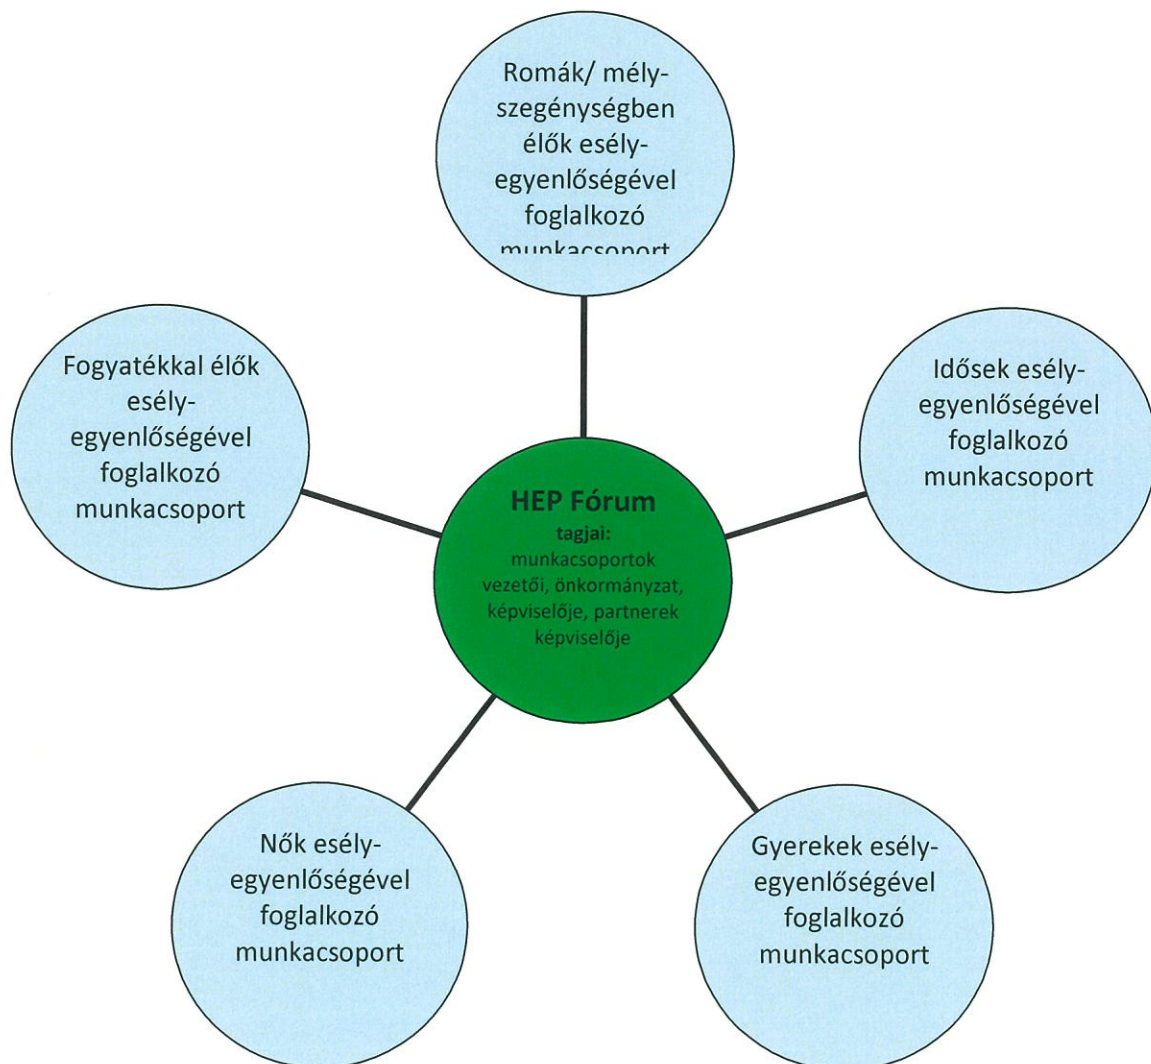 Romák/ mély-
szegénységben
élők esély-
egyenlőségével
foglalkozó
munkacsoport
Fogyatékkal élők
esély-
egyenlőségével
foglalkozó
munkacsoport
Idősek esély-
egyenlőségével
foglalkozó
munkacsoport
HEP Fórum
tagjai:
munkacsoportok
vezetői, önkormányzat,
képviselője, partnerek
képviselője
Nők esély-
egyenlőségével
foglalkozó
munkacsoport
Gyerekek esély-
egyenlőségével
foglalkozó
munkacsoport